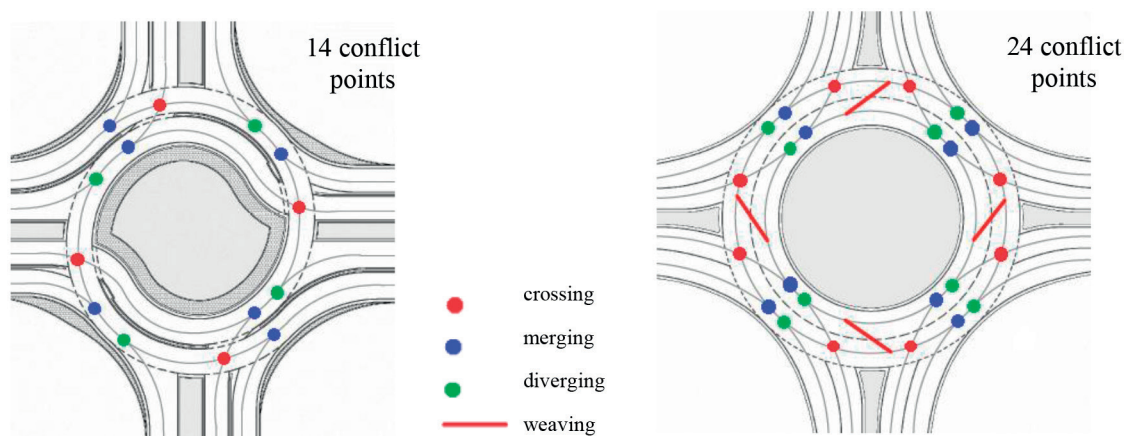 14 conflict
points
24 conflict
points
crossing
merging
diverging
weaving